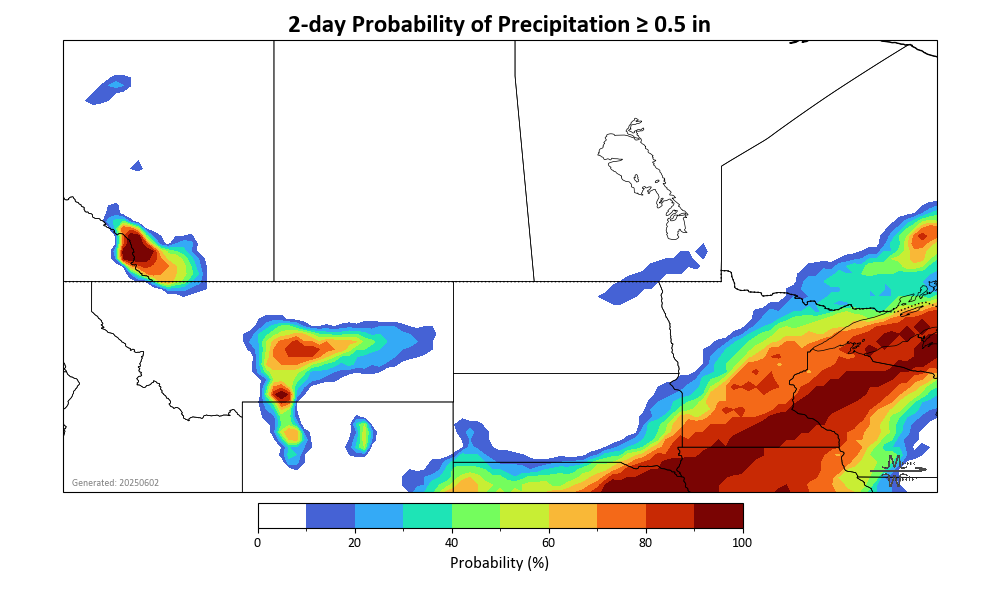 2-day Probability of Precipitation ≥ 0.5 in
Generated: 20250602
0 20 40 60 80 100
Probability (%)